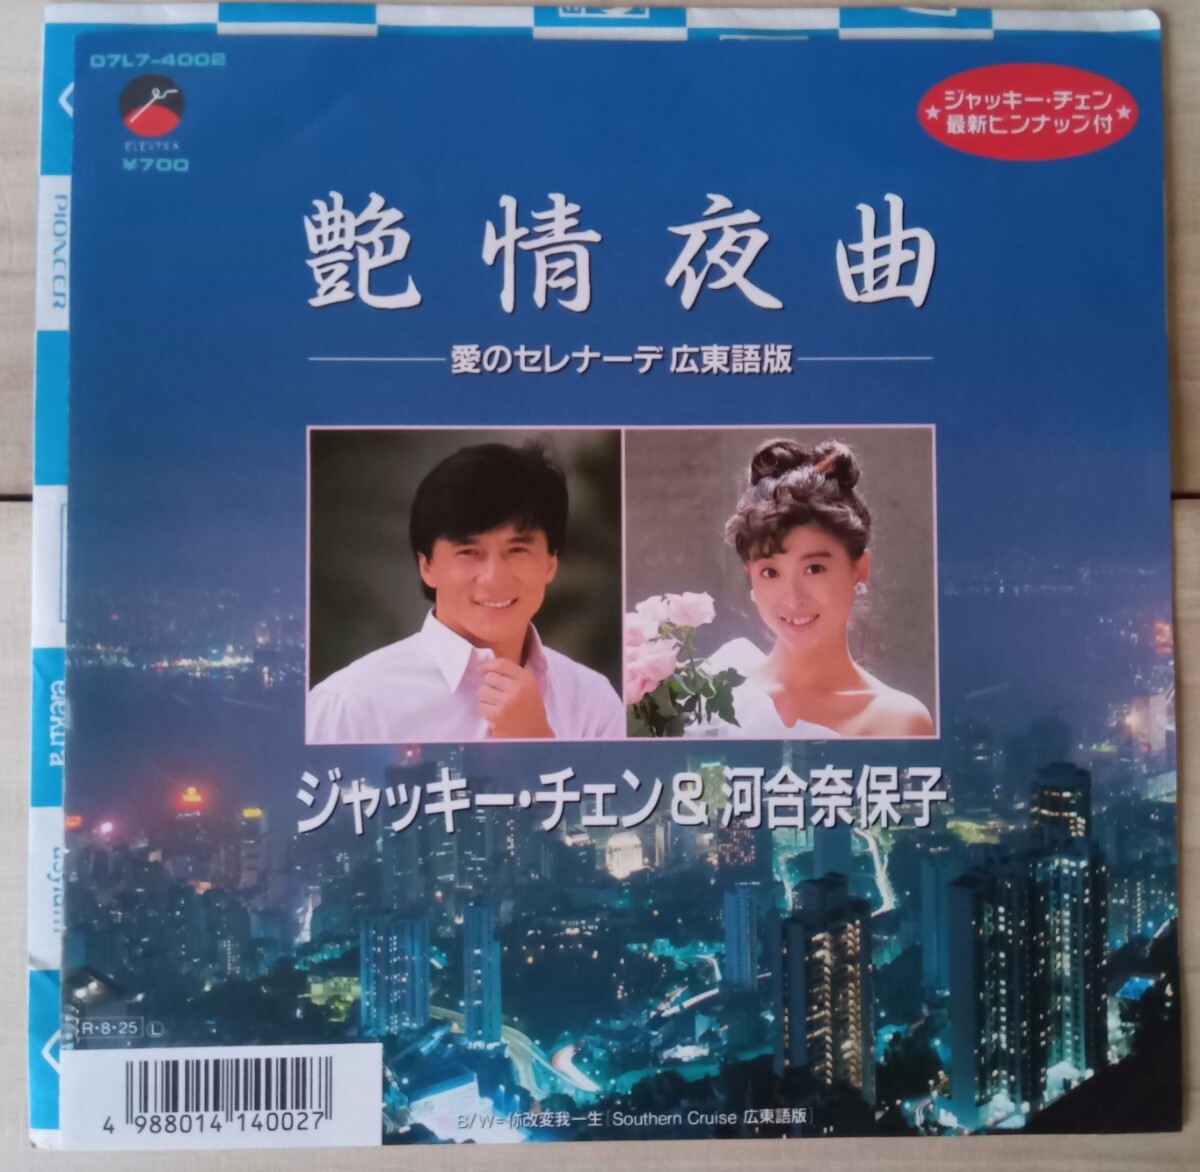 07L7-4002
ELEKTRA
¥700
ジャッキー・チェン
最新ピンナップ付
艶情夜曲
愛のセレナーデ 広東語版
ジャッキー・チェン&河合奈保子
R・8・25 L
4 988014 140027
B/W=你改変我一生[Southern Cruise 広東語版]
PIONEER
elektra
asylum